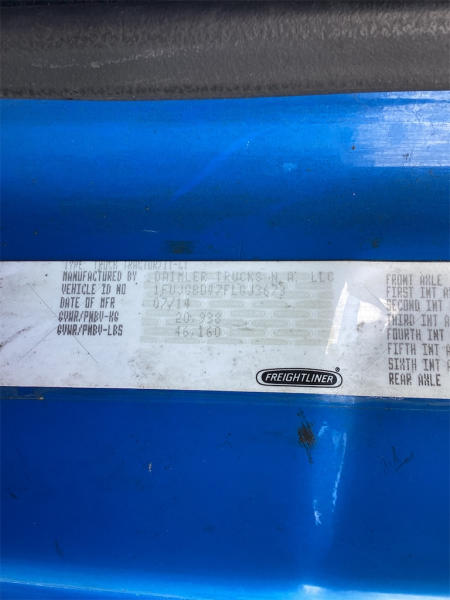 TYPE: TRUCK TRACTOR/
MANUFACTURED BY DAIMLER TRUCKS N.A. LLC
VEHICLE ID NO
DATE OF MFR 07/14
GVWR/PNBV-KG 20,938
GVWR/PNBV-LBS 46,160
FREIGHTLINER ®
FRONT AXLE
FIRST INT A
SECOND INT
THIRD INT A
FOURTH INT
FIFTH INT A
SIXTH INT A
REAR AXLE